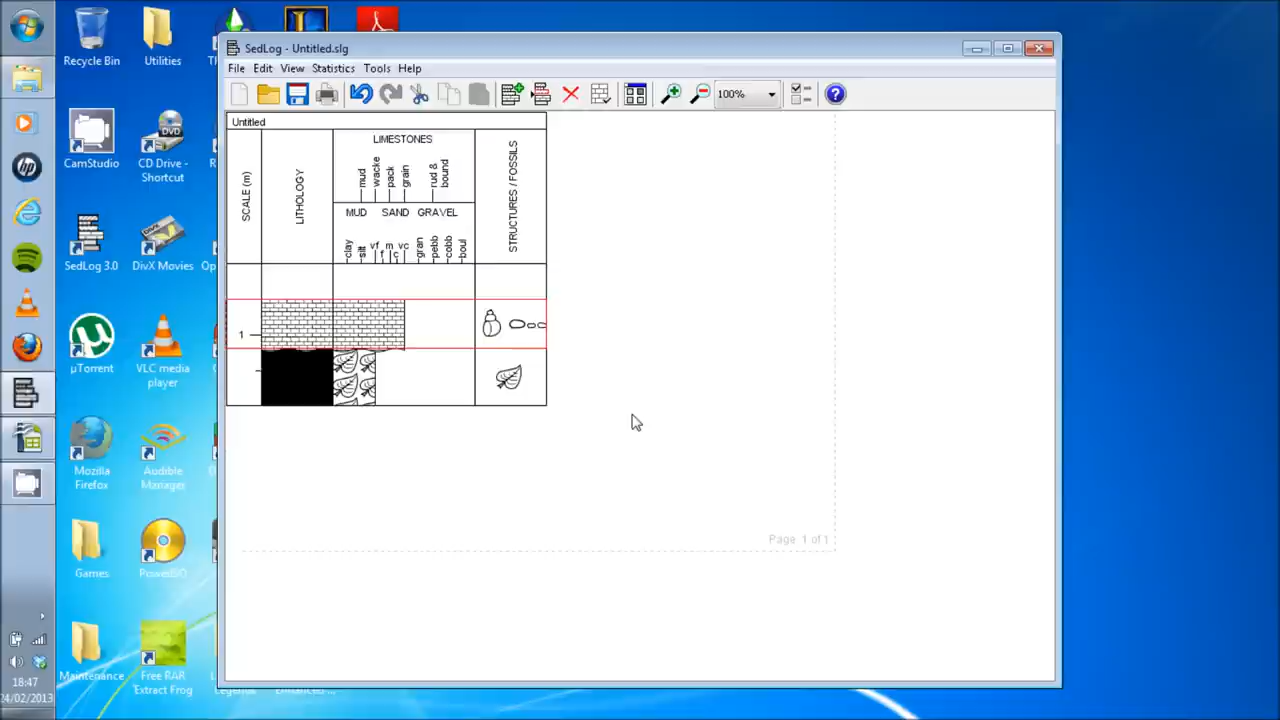 SedLog - Untitled.slg
File Edit View Statistics Tools Help
100%
Untitled
SCALE (m)
LITHOLOGY
LIMESTONES
mud
wacke
pack
grain
rud &
bound
MUD SAND GRAVEL
clay
silt
vf
f
m
c
vc
gran
pebb
cobb
boul
STRUCTURES / FOSSILS
1
Page 1 of 1
Recycle Bin
Utilities
CamStudio
CD Drive -
Shortcut
SedLog 3.0
DivX Movies
µTorrent
VLC media
player
Mozilla
Firefox
Audible
Manager
Games
PowerISO
Maintenance
Free RAR
Extract Frog
18:47
24/02/2013